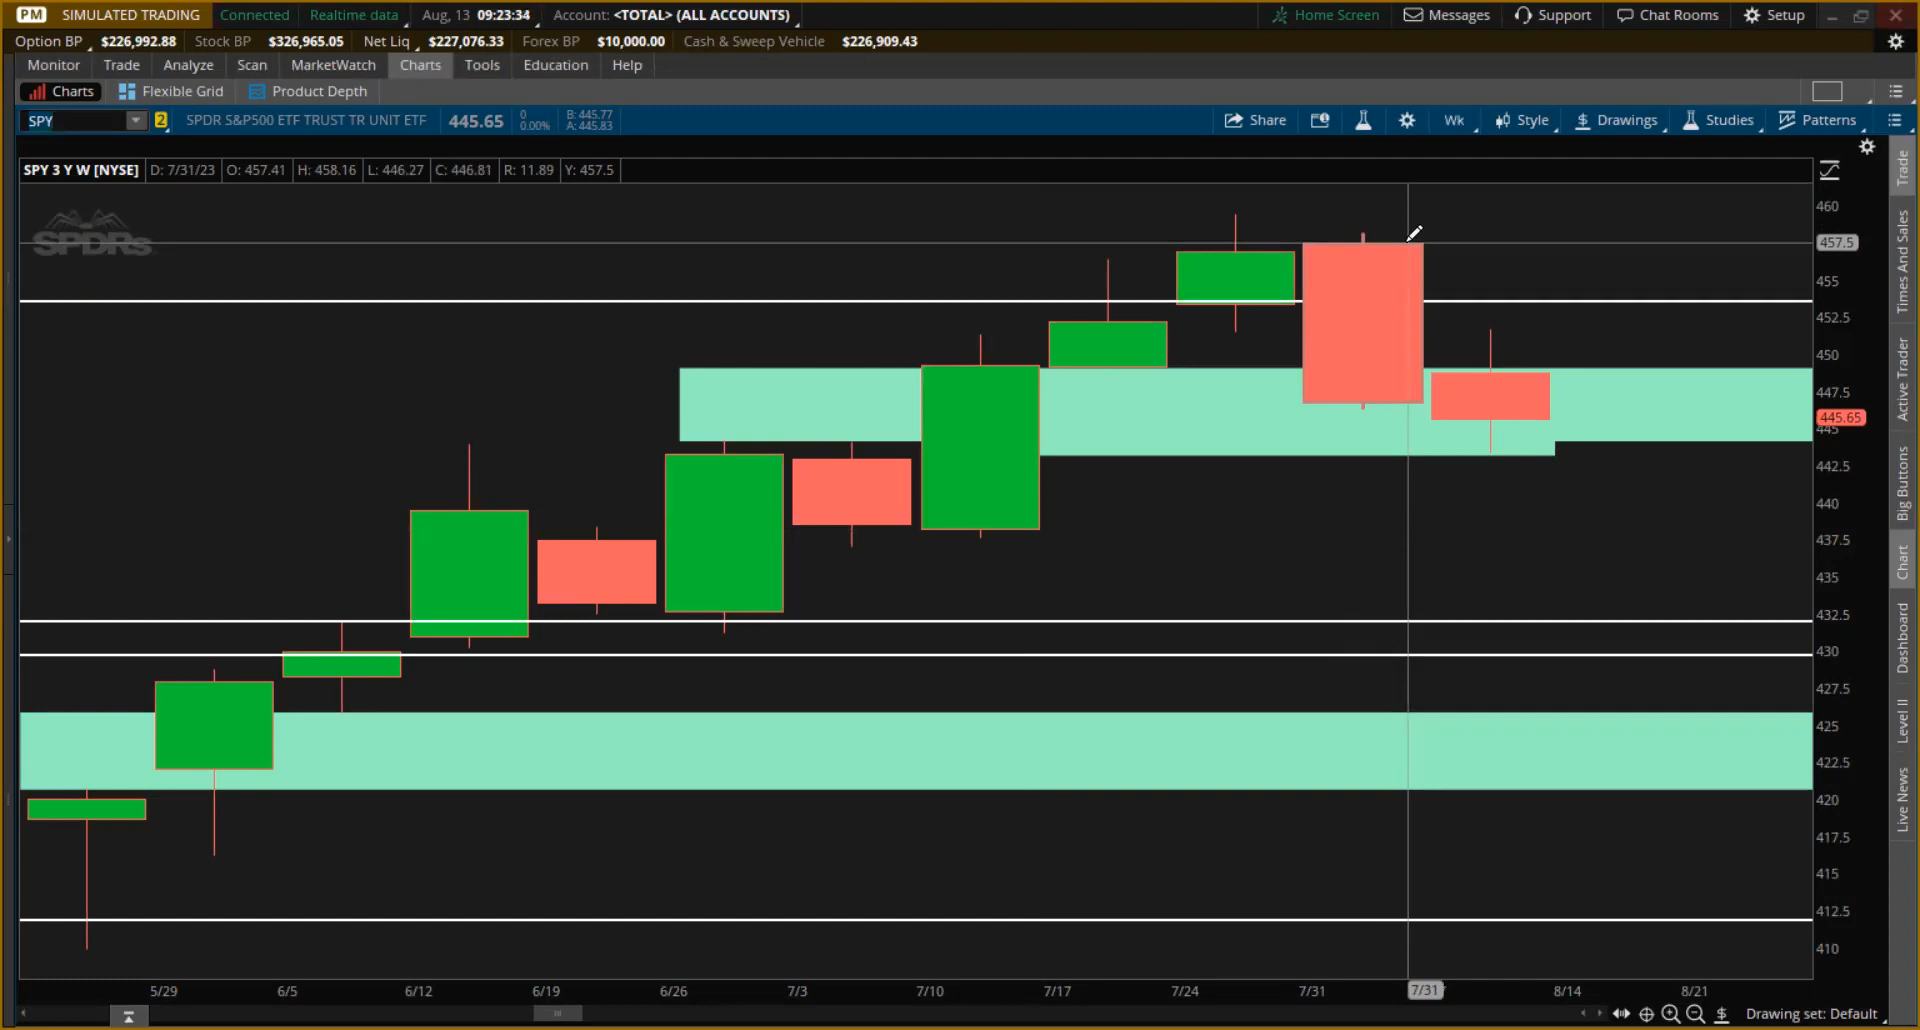 PM SIMULATED TRADING Connected Realtime data Aug, 13 09:23:34 Account: <TOTAL> (ALL ACCOUNTS) Home Screen Messages Support Chat Rooms Setup
Option BP $226,992.88 Stock BP $326,965.05 Net Liq $227,076.33 Forex BP $10,000.00 Cash & Sweep Vehicle $226,909.43
Monitor Trade Analyze Scan MarketWatch Charts Tools Education Help
Charts Flexible Grid Product Depth
SPY 2 SPDR S&P500 ETF TRUST TR UNIT ETF 445.65 0 B: 445.77 Share Wk Style $ Drawings Studies Patterns
0.00% A: 445.83
SPY 3 Y W [NYSE] D: 7/31/23 O: 457.41 H: 458.16 L: 446.27 C: 446.81 R: 11.89 Y: 457.5
SPDRs
460
457.5
455
452.5
450
447.5
445.65
445
442.5
440
437.5
435
432.5
430
427.5
425
422.5
420
417.5
415
412.5
410
Trade
Times And Sales
Active Trader
Big Buttons
Chart
Dashboard
Level II
Live News
5/29 6/5 6/12 6/19 6/26 7/3 7/10 7/17 7/24 7/31 7/31 8/14 8/21
$ Drawing set: Default